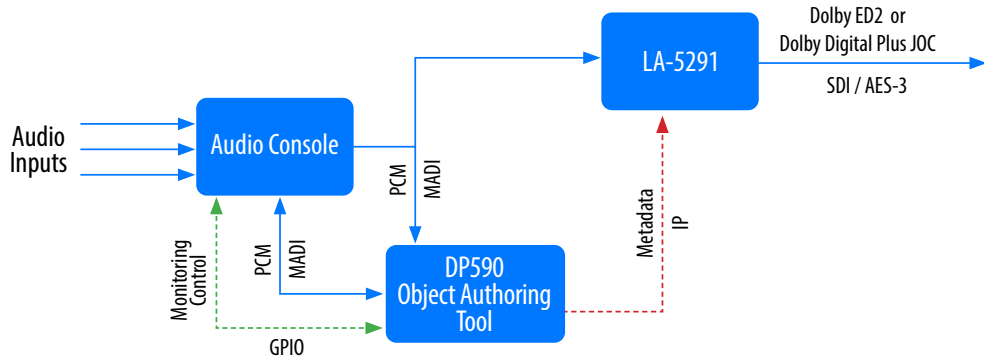 Dolby ED2 or
Dolby Digital Plus JOC
LA-5291
SDI / AES-3
Audio
Inputs
Audio Console
PCM
MADI
Metadata
IP
Monitoring
Control
PCM
MADI
DP590
Object Authoring
Tool
GPIO